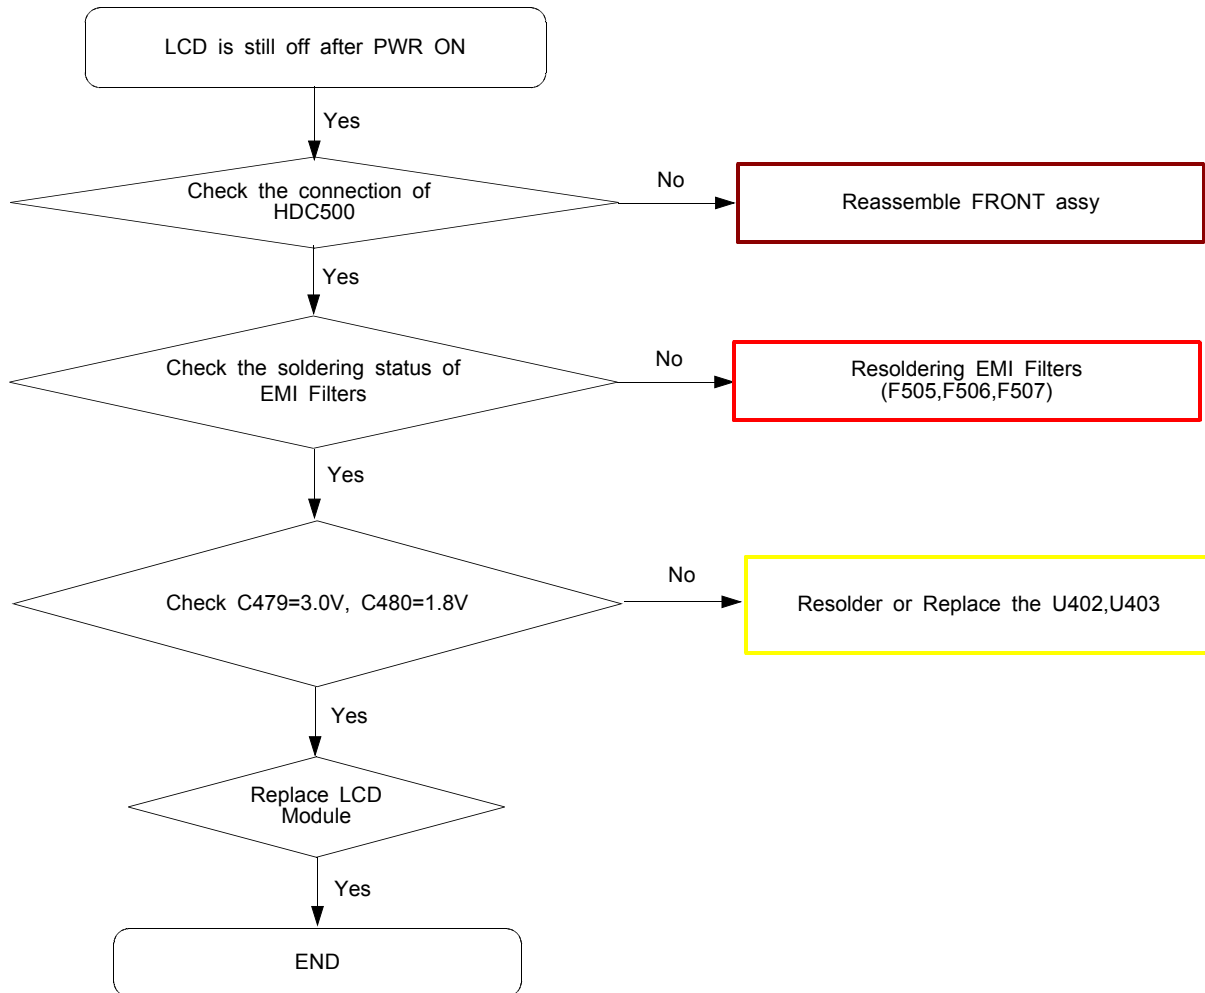 LCD is still off after PWR ON
Yes
Check the connection of
HDC500
No
Reassemble FRONT assy
Yes
Check the soldering status of
EMI Filters
No
Resoldering EMI Filters
(F505,F506,F507)
Yes
Check C479=3.0V, C480=1.8V
No
Resolder or Replace the U402,U403
Yes
Replace LCD
Module
Yes
END